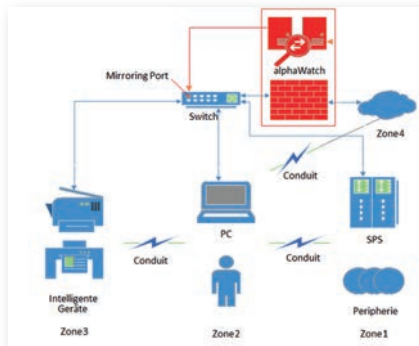 alphaWatch
Mirroring Port
Switch
Zone4
Conduit
PC
SPS
Conduit
Conduit
Intelligente
Geräte
Peripherie
Zone3
Zone2
Zone1